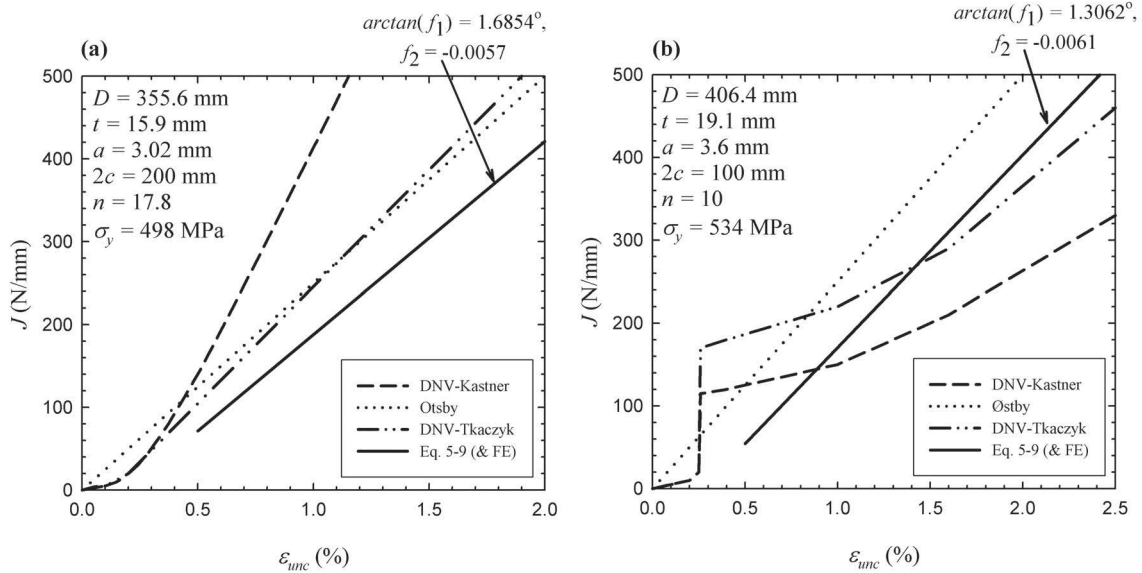 (a)
arctan(f1) = 1.6854o,
f2 = -0.0057
D = 355.6 mm
t = 15.9 mm
a = 3.02 mm
2c = 200 mm
n = 17.8
σy = 498 MPa
500
400
300
200
100
0
J (N/mm)
DNV-Kastner
Otsby
DNV-Tkaczyk
Eq. 5-9 (& FE)
0.0
0.5
1.0
1.5
2.0
εunc (%)
(b)
arctan(f1) = 1.3062o,
f2 = -0.0061
D = 406.4 mm
t = 19.1 mm
a = 3.6 mm
2c = 100 mm
n = 10
σy = 534 MPa
500
400
300
200
100
0
J (N/mm)
DNV-Kastner
Østby
DNV-Tkaczyk
Eq. 5-9 (& FE)
0.0
0.5
1.0
1.5
2.0
2.5
εunc (%)